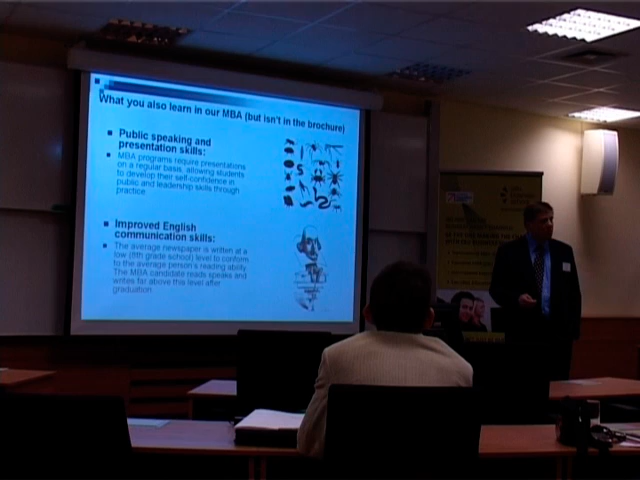 What you also learn in our MBA (but isn't in the brochure)
Public speaking and
presentation skills:
MBA programs require presentations
on a regular basis, allowing students
to develop their self-confidence in
public and leadership skills through
practice
Improved English
communication skills:
The average newspaper is written at a
low (8th grade school) level to conform
to the average person's reading ability.
The MBA candidate reads speaks and
writes far above this level after
graduation